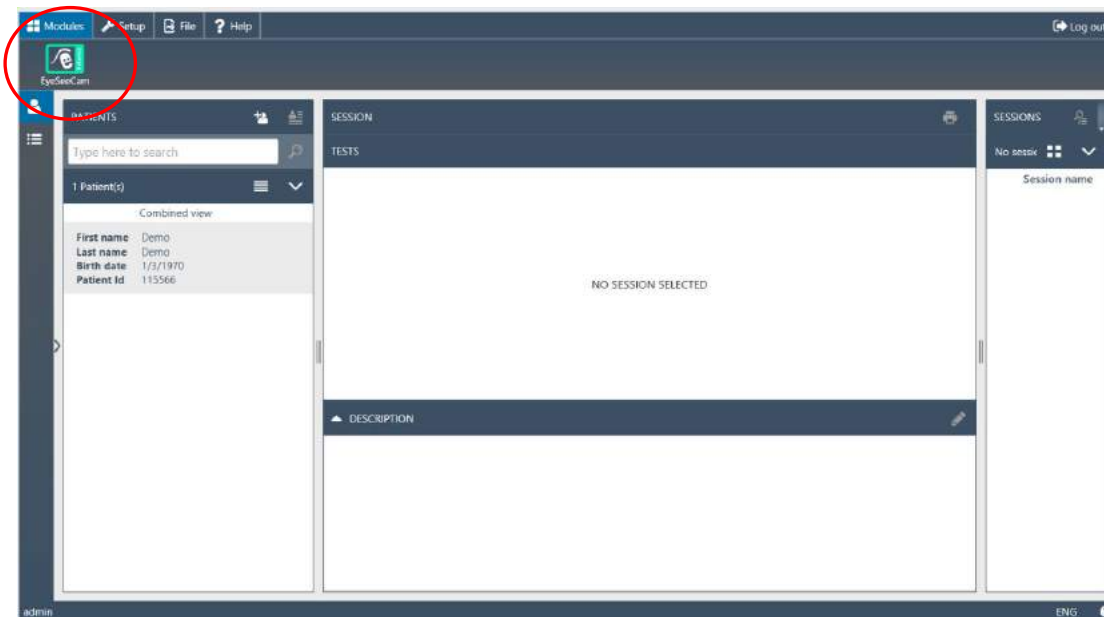 Modules Setup File Help Log out
EyeSeeCam
PATIENTS
Type here to search
1 Patient(s)
Combined view
First name Demo
Last name Demo
Birth date 1/3/1970
Patient Id 115566
SESSION
TESTS
NO SESSION SELECTED
DESCRIPTION
SESSIONS
No sessic
Session name
admin
ENG